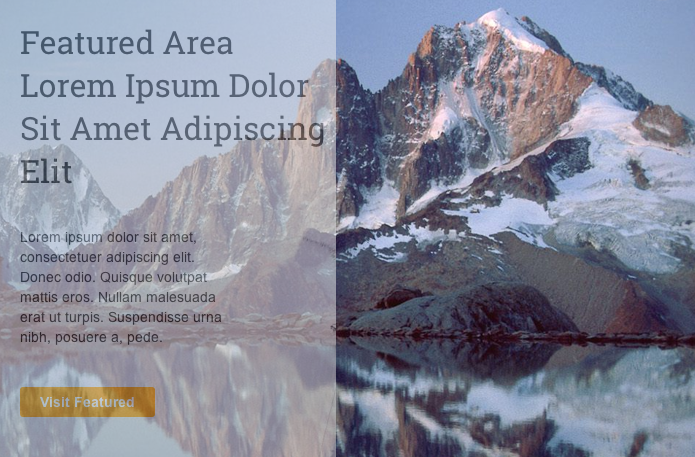 Featured Area
Lorem Ipsum Dolor
Sit Amet Adipiscing
Elit
Lorem ipsum dolor sit amet,
consectetuer adipiscing elit.
Donec odio. Quisque volutpat
mattis eros. Nullam malesuada
erat ut turpis. Suspendisse urna
nibh, posuere a, pede.
Visit Featured